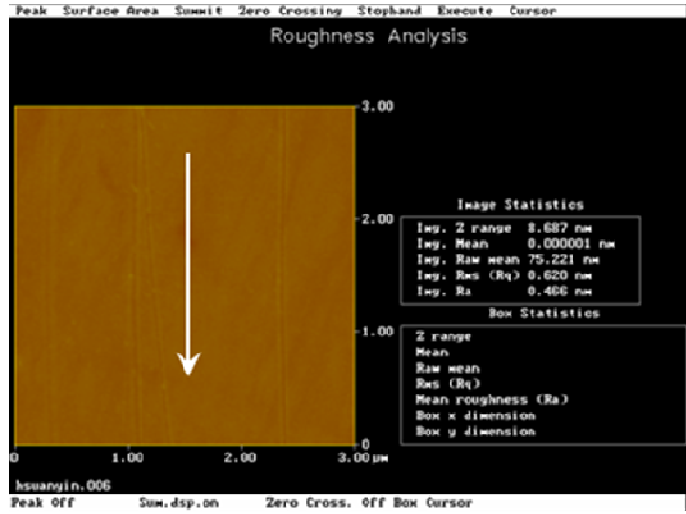 Peak Surface Area Summit Zero Crossing Stopband Execute Cursor
Roughness Analysis
3.00
2.00
1.00
0
0 1.00 2.00 3.00 µm
Image Statistics
Img. Z range 8.687 nm
Img. Mean 0.000001 nm
Img. Raw mean 75.221 nm
Img. Rms (Rq) 0.620 nm
Img. Ra 0.466 nm
Box Statistics
Z range
Mean
Raw mean
Rms (Rq)
Mean roughness (Ra)
Box x dimension
Box y dimension
hsuanyin.006
Peak Off Sum.dsp.on Zero Cross. Off Box Cursor